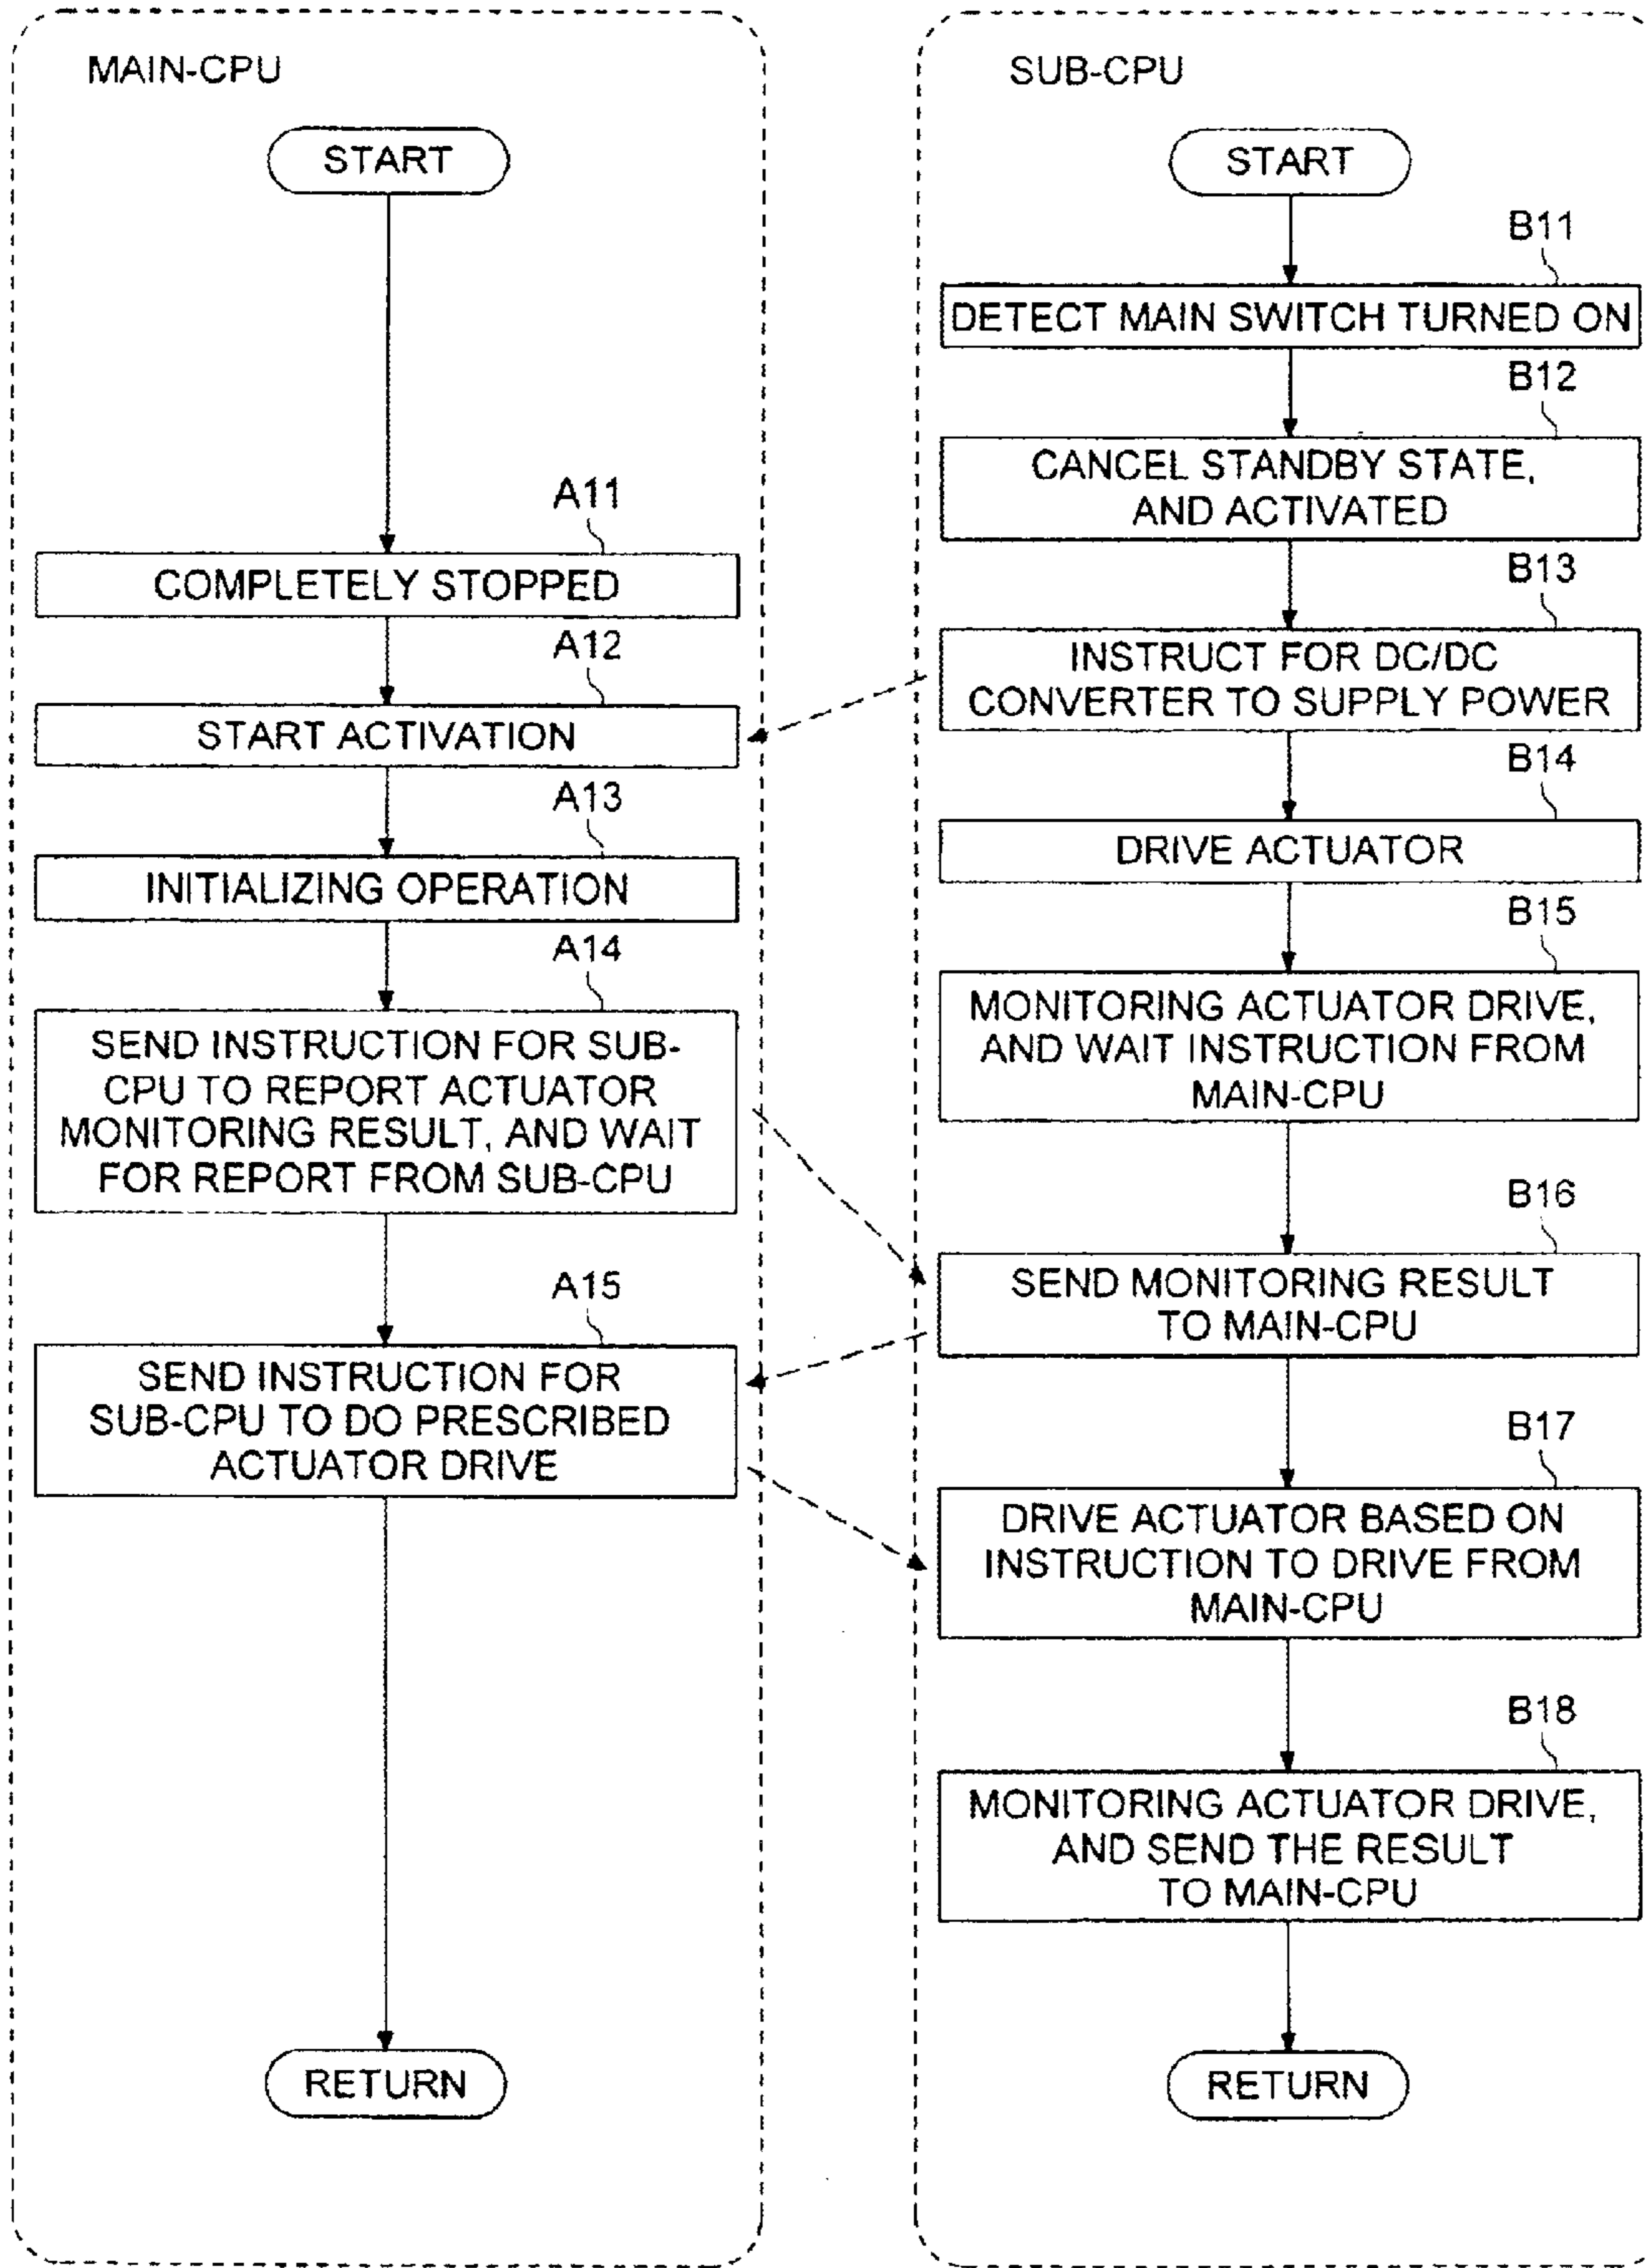 MAIN-CPU
START
A11
COMPLETELY STOPPED
A12
START ACTIVATION
A13
INITIALIZING OPERATION
A14
SEND INSTRUCTION FOR SUB-
CPU TO REPORT ACTUATOR
MONITORING RESULT, AND WAIT
FOR REPORT FROM SUB-CPU
A15
SEND INSTRUCTION FOR
SUB-CPU TO DO PRESCRIBED
ACTUATOR DRIVE
RETURN
SUB-CPU
START
B11
DETECT MAIN SWITCH TURNED ON
B12
CANCEL STANDBY STATE,
AND ACTIVATED
B13
INSTRUCT FOR DC/DC
CONVERTER TO SUPPLY POWER
B14
DRIVE ACTUATOR
B15
MONITORING ACTUATOR DRIVE,
AND WAIT INSTRUCTION FROM
MAIN-CPU
B16
SEND MONITORING RESULT
TO MAIN-CPU
B17
DRIVE ACTUATOR BASED ON
INSTRUCTION TO DRIVE FROM
MAIN-CPU
B18
MONITORING ACTUATOR DRIVE,
AND SEND THE RESULT
TO MAIN-CPU
RETURN